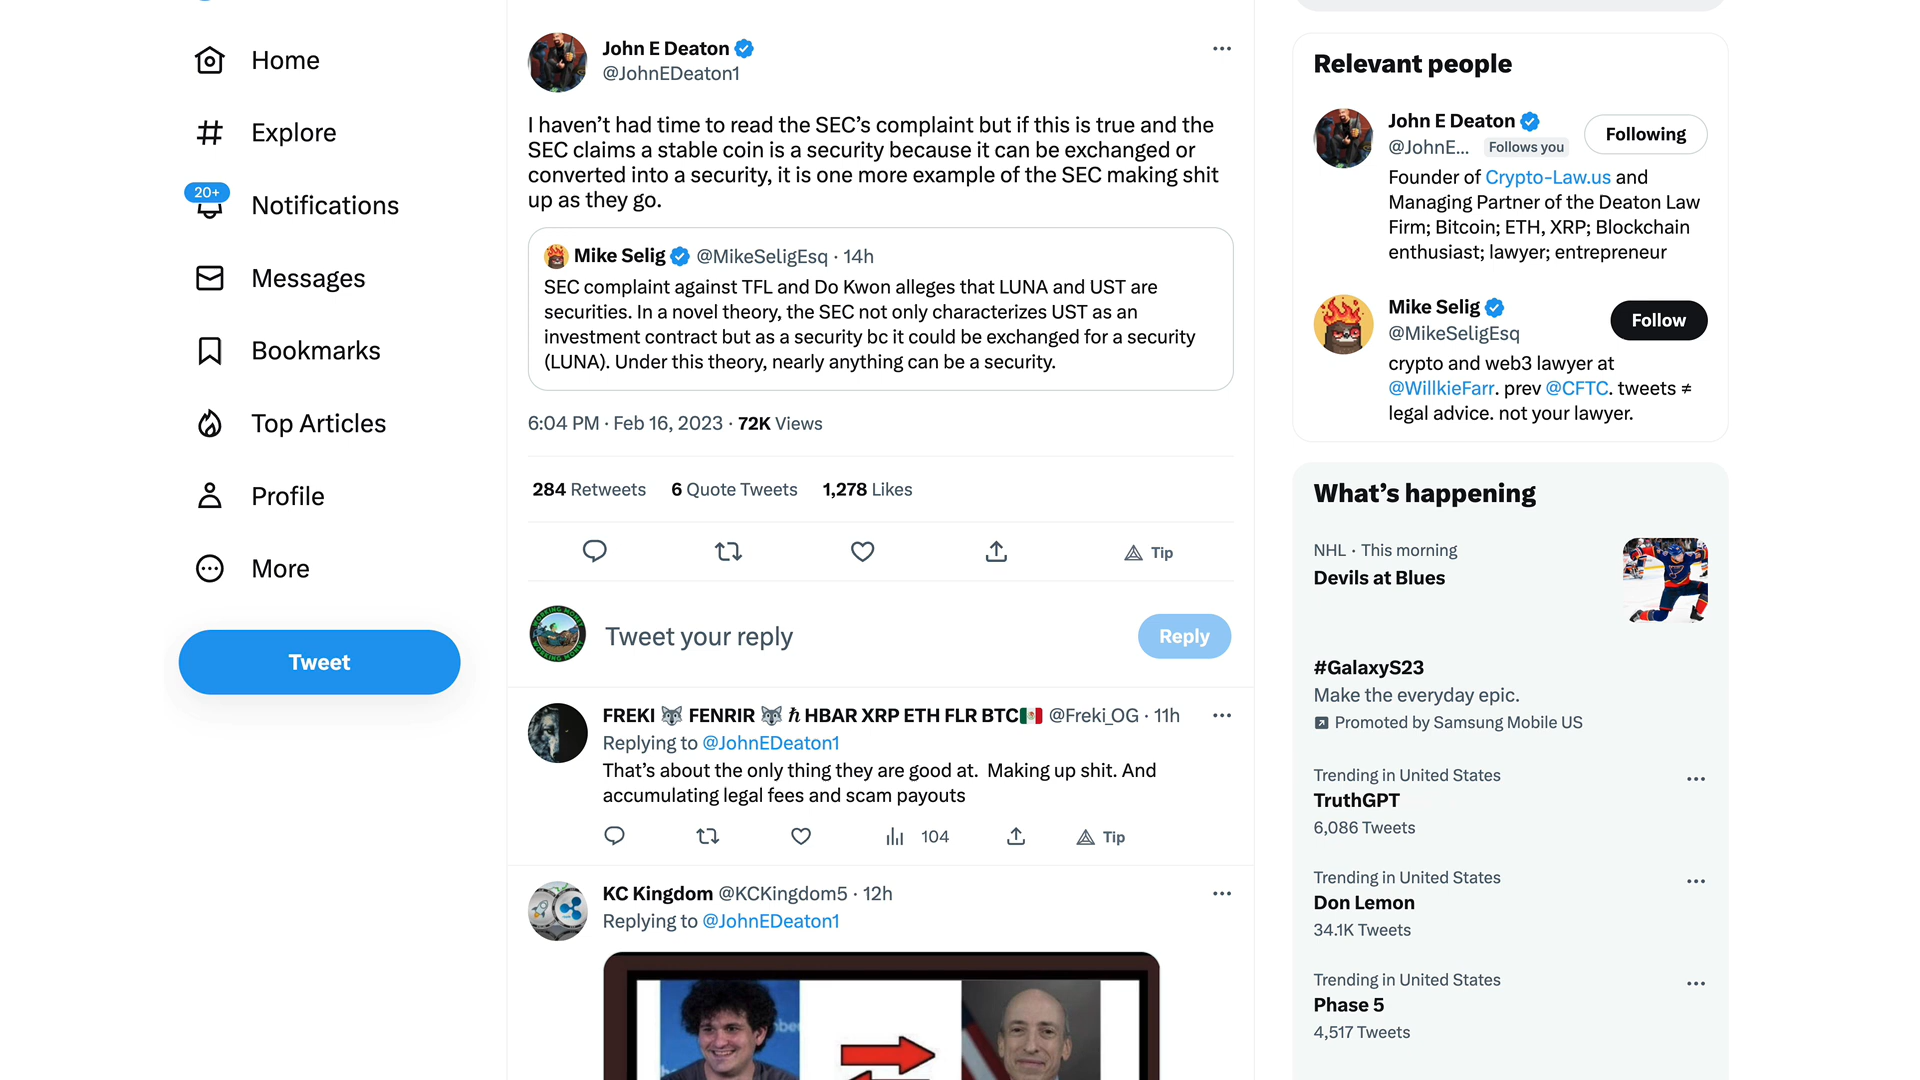 Home
Explore
20+
Notifications
Messages
Bookmarks
Top Articles
Profile
More
Tweet
John E Deaton
@JohnEDeaton1
I haven’t had time to read the SEC’s complaint but if this is true and the
SEC claims a stable coin is a security because it can be exchanged or
converted into a security, it is one more example of the SEC making shit
up as they go.
Mike Selig @MikeSeligEsq · 14h
SEC complaint against TFL and Do Kwon alleges that LUNA and UST are
securities. In a novel theory, the SEC not only characterizes UST as an
investment contract but as a security bc it could be exchanged for a security
(LUNA). Under this theory, nearly anything can be a security.
6:04 PM · Feb 16, 2023 · 72K Views
284 Retweets 6 Quote Tweets 1,278 Likes
Tip
Tweet your reply
Reply
FREKI 🐺 FENRIR 🐺 ℏ HBAR XRP ETH FLR BTC🇲🇽 @Freki_OG · 11h
Replying to @JohnEDeaton1
That’s about the only thing they are good at. Making up shit. And
accumulating legal fees and scam payouts
104
Tip
KC Kingdom @KCKingdom5 · 12h
Replying to @JohnEDeaton1
Relevant people
John E Deaton
@JohnE... Follows you
Following
Founder of Crypto-Law.us and
Managing Partner of the Deaton Law
Firm; Bitcoin; ETH, XRP; Blockchain
enthusiast; lawyer; entrepreneur
Mike Selig
@MikeSeligEsq
Follow
crypto and web3 lawyer at
@WillkieFarr. prev @CFTC. tweets ≠
legal advice. not your lawyer.
What’s happening
NHL · This morning
Devils at Blues
#GalaxyS23
Make the everyday epic.
Promoted by Samsung Mobile US
Trending in United States
TruthGPT
6,086 Tweets
Trending in United States
Don Lemon
34.1K Tweets
Trending in United States
Phase 5
4,517 Tweets